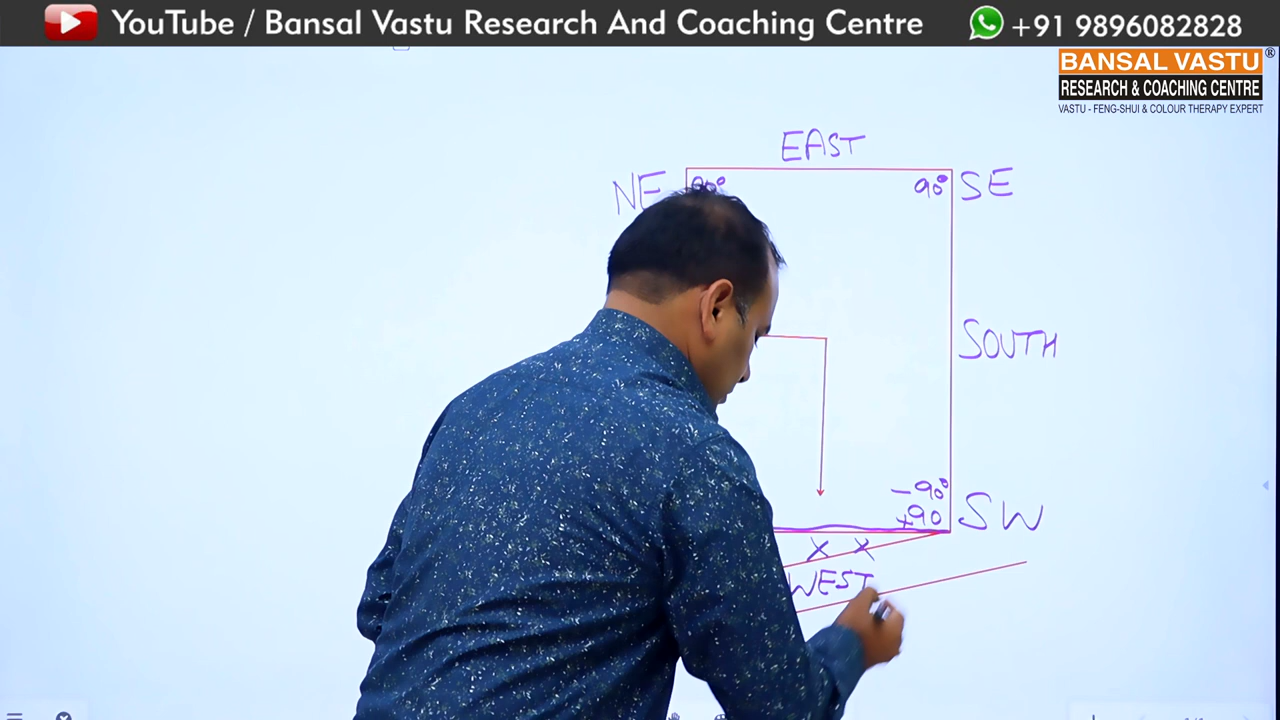 YouTube / Bansal Vastu Research And Coaching Centre
+91 9896082828
BANSAL VASTU®
RESEARCH & COACHING CENTRE
VASTU - FENG-SHUI & COLOUR THERAPY EXPERT
EAST
NE 90° 90° SE
SOUTH
-90°
+90 SW
X X
WEST